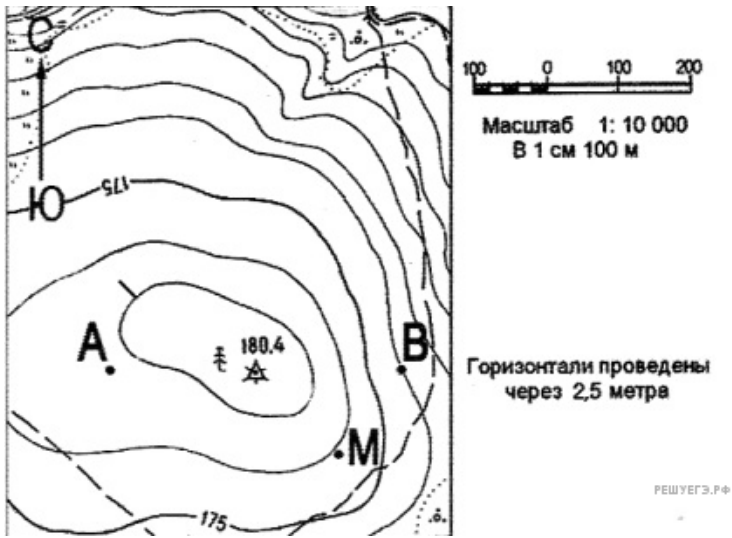 С
Ю
175
180.4
А
В
М
175
100 0 100 200
Масштаб 1: 10 000
В 1 см 100 м
Горизонтали проведены
через 2,5 метра
РЕШУЕГЭ.РФ